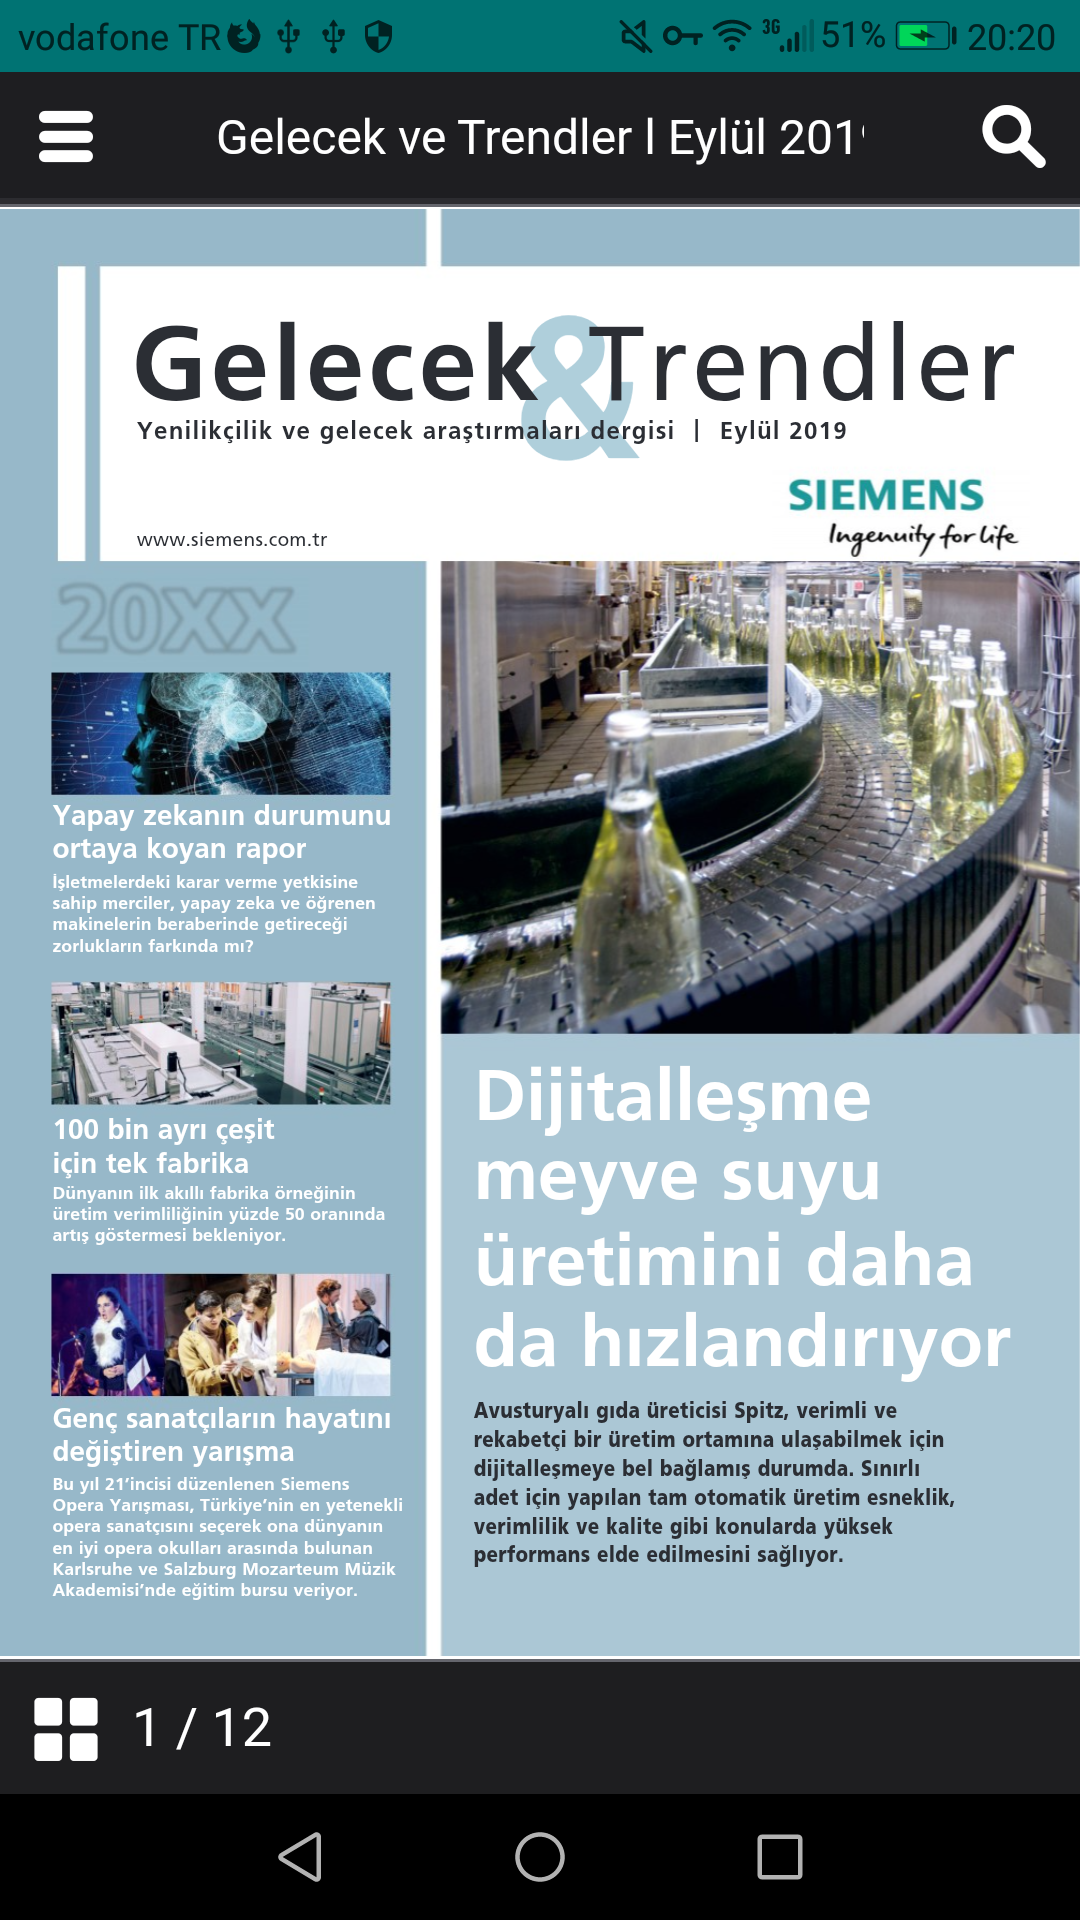 vodafone TR 3G 51% 20:20
Gelecek ve Trendler l Eylül 201
Gelecek & Trendler
Yenilikçilik ve gelecek araştırmaları dergisi | Eylül 2019
SIEMENS
Ingenuity for life
www.siemens.com.tr
20XX
Yapay zekanın durumunu
ortaya koyan rapor
İşletmelerdeki karar verme yetkisine
sahip merciler, yapay zeka ve öğrenen
makinelerin beraberinde getireceği
zorlukların farkında mı?
100 bin ayrı çeşit
için tek fabrika
Dünyanın ilk akıllı fabrika örneğinin
üretim verimliliğinin yüzde 50 oranında
artış göstermesi bekleniyor.
Genç sanatçıların hayatını
değiştiren yarışma
Bu yıl 21’incisi düzenlenen Siemens
Opera Yarışması, Türkiye’nin en yetenekli
opera sanatçısını seçerek ona dünyanın
en iyi opera okulları arasında bulunan
Karlsruhe ve Salzburg Mozarteum Müzik
Akademisi’nde eğitim bursu veriyor.
Dijitalleşme
meyve suyu
üretimini daha
da hızlandırıyor
Avusturyalı gıda üreticisi Spitz, verimli ve
rekabetçi bir üretim ortamına ulaşabilmek için
dijitalleşmeye bel bağlamış durumda. Sınırlı
adet için yapılan tam otomatik üretim esneklik,
verimlilik ve kalite gibi konularda yüksek
performans elde edilmesini sağlıyor.
1 / 12